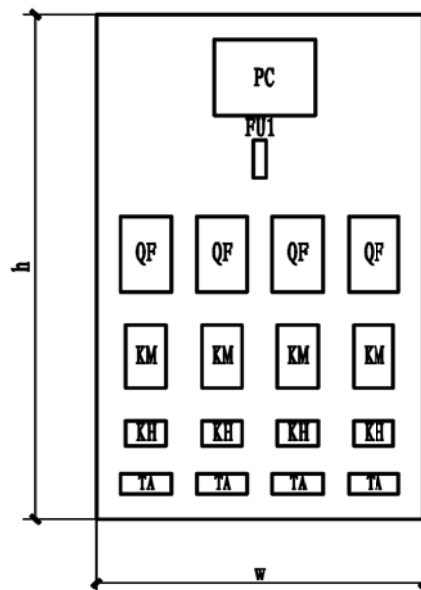 PC
FU1
QF QF QF QF
h
KM KM KM KM
KH KH KH KH
TA TA TA TA
w